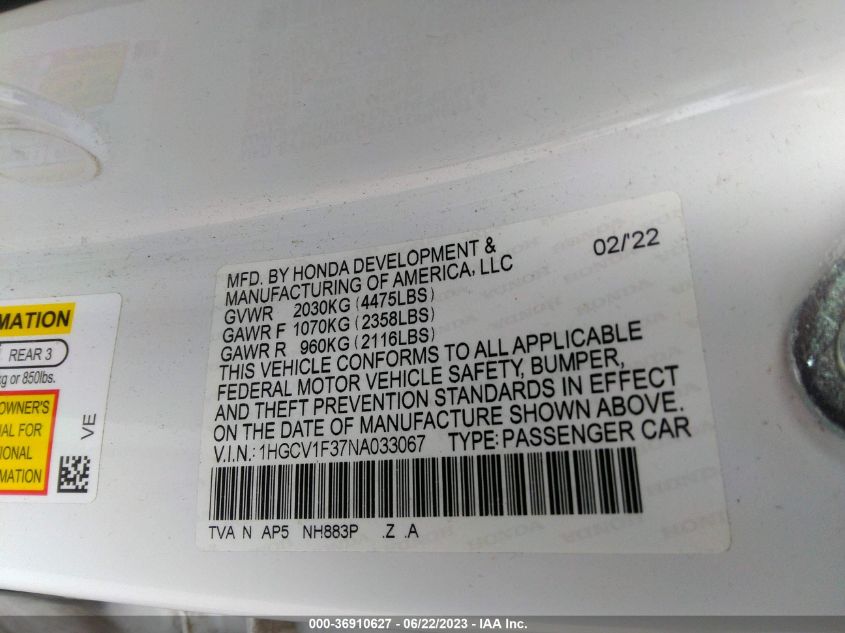 MFD. BY HONDA DEVELOPMENT & 02/'22
MANUFACTURING OF AMERICA, LLC
GVWR 2030KG (4475LBS)
GAWR F 1070KG (2358LBS)
GAWR R 960KG (2116LBS)
THIS VEHICLE CONFORMS TO ALL APPLICABLE
FEDERAL MOTOR VEHICLE SAFETY, BUMPER,
AND THEFT PREVENTION STANDARDS IN EFFECT
ON THE DATE OF MANUFACTURE SHOWN ABOVE.
V.I.N.: 1HGCV1F37NA033067 TYPE: PASSENGER CAR
TVA N AP5 NH883P .Z .A
MATION
REAR 3
kg or 850lbs.
OWNER'S
FOR
VE
000-36910627 - 06/22/2023 - IAA Inc.